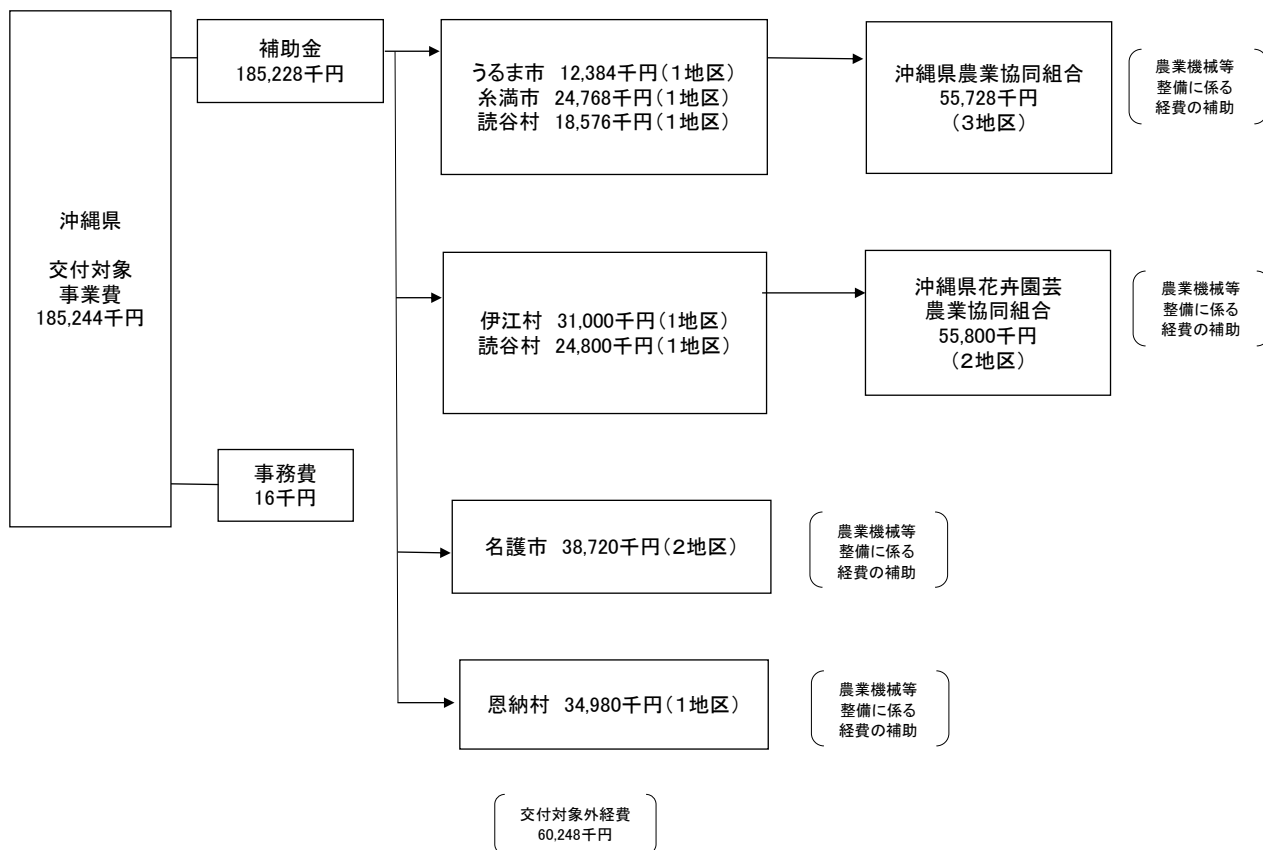 沖縄県
交付対象
事業費
185,244千円
補助金
185,228千円
事務費
16千円
うるま市 12,384千円(1地区)
糸満市 24,768千円(1地区)
読谷村 18,576千円(1地区)
沖縄県農業協同組合
55,728千円
(3地区)
農業機械等
整備に係る
経費の補助
伊江村 31,000千円(1地区)
読谷村 24,800千円(1地区)
沖縄県花卉園芸
農業協同組合
55,800千円
(2地区)
農業機械等
整備に係る
経費の補助
名護市 38,720千円(2地区)
農業機械等
整備に係る
経費の補助
恩納村 34,980千円(1地区)
農業機械等
整備に係る
経費の補助
交付対象外経費
60,248千円